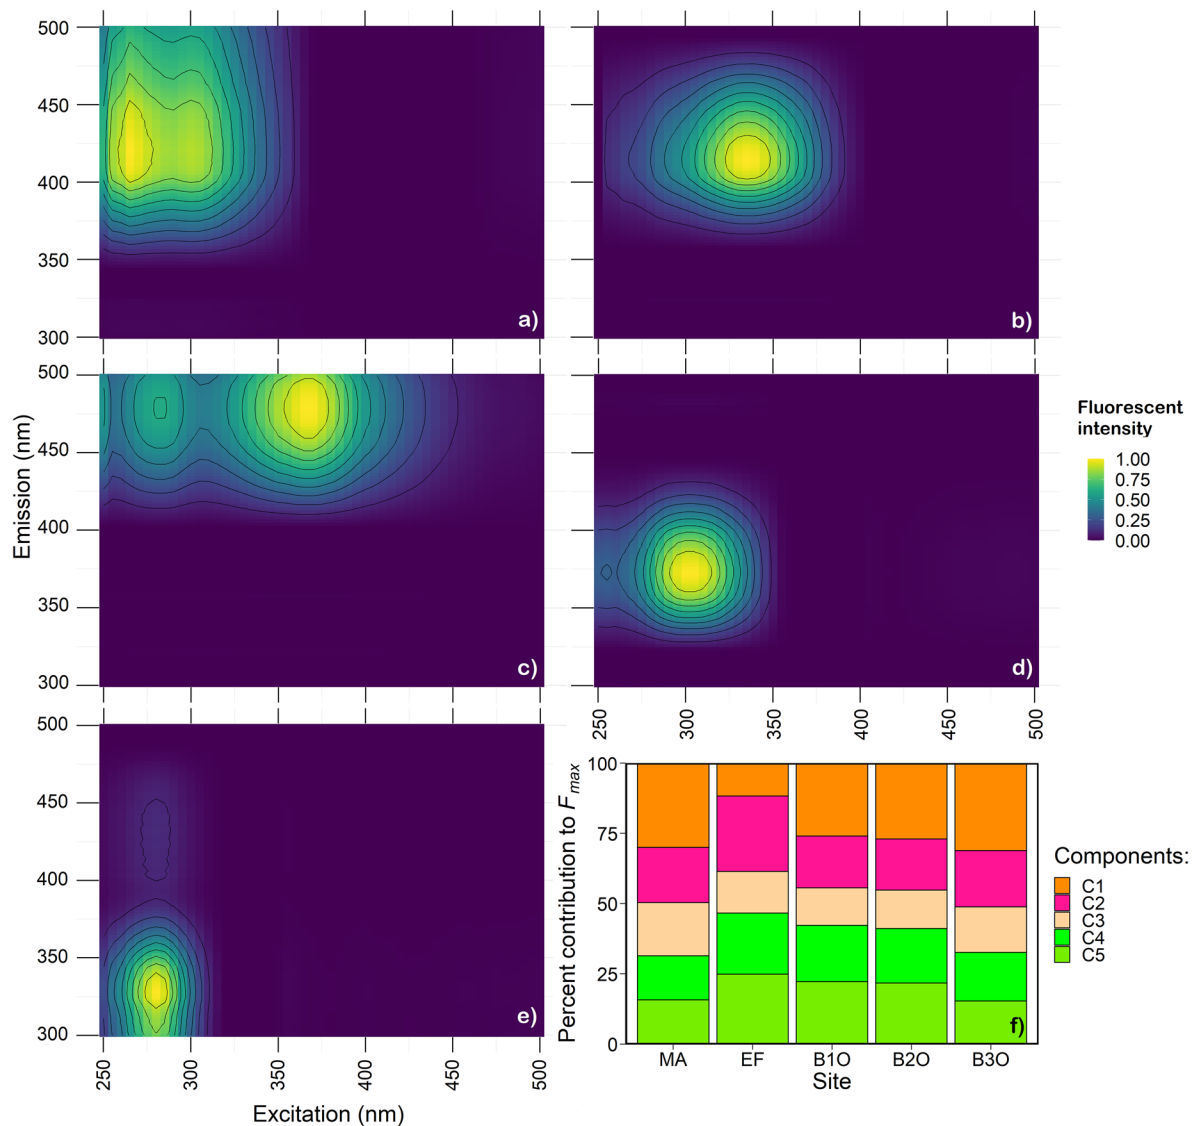 500
450
400
350
300
a)
b)
500
450
400
350
300
c)
d)
Emission (nm)
Fluorescent
intensity
1.00
0.75
0.50
0.25
0.00
250
300
350
400
450
500
500
450
400
350
300
e)
250
300
350
400
450
500
Excitation (nm)
Percent contribution to Fmax
100
75
50
25
0
f)
MA
EF
B1O
B2O
B3O
Site
Components:
C1
C2
C3
C4
C5